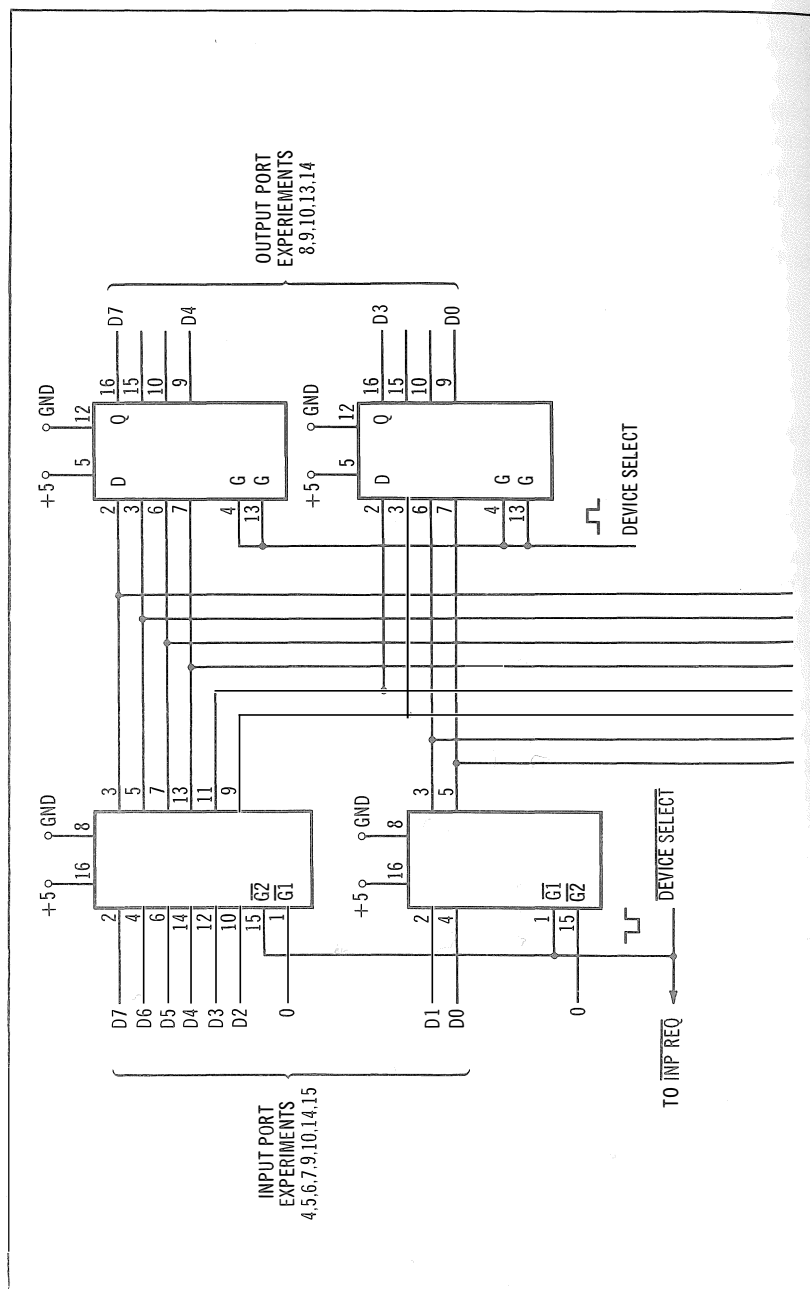 OUTPUT PORT
EXPERIEMENTS
8,9,10,13,14
D7
D4
D3
D0
GND
+5
12
5
16
15
10
9
Q
D
G
G
2
3
6
7
4
13
GND
+5
12
5
16
15
10
9
Q
D
G
G
2
3
6
7
4
13
DEVICE SELECT
GND
+5
8
16
3
5
7
13
11
9
G2
G1
2
4
6
14
12
10
15
1
D7
D6
D5
D4
D3
D2
0
GND
+5
8
16
3
5
G1
G2
2
4
1
15
D1
D0
0
DEVICE SELECT
TO INP REQ
INPUT PORT
EXPERIMENTS
4,5,6,7,9,10,14,15